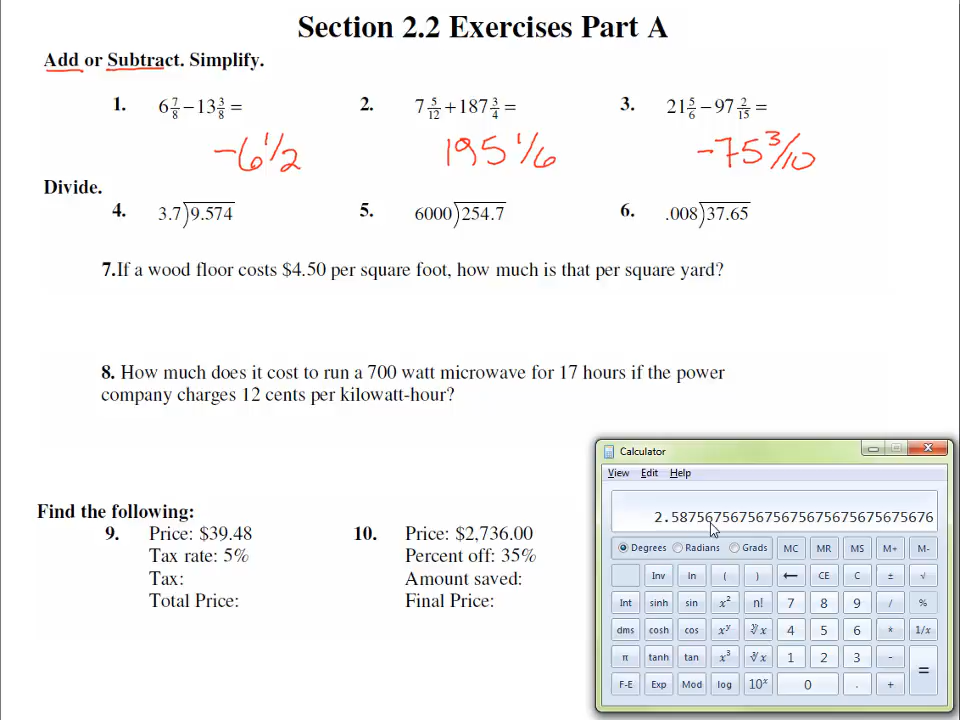 Section 2.2 Exercises Part A
Add or Subtract. Simplify.
1. 6 7/8 − 13 3/8 = 2. 7 5/12 + 187 3/4 = 3. 21 5/6 − 97 2/15 =
-6 1/2 195 1/6 -75 3/10
Divide.
4. 3.7)9.574 5. 6000)254.7 6. .008)37.65
7.If a wood floor costs $4.50 per square foot, how much is that per square yard?
8. How much does it cost to run a 700 watt microwave for 17 hours if the power
company charges 12 cents per kilowatt-hour?
Find the following:
9. Price: $39.48 10. Price: $2,736.00
Tax rate: 5% Percent off: 35%
Tax: Amount saved:
Total Price: Final Price:
Calculator
View Edit Help
2.5875675675675675675675675675676
Degrees Radians Grads MC MR MS M+ M-
Inv ln ( ) ← CE C ± √
Int sinh sin x² n! 7 8 9 / %
dms cosh cos xʸ ʸ√x 4 5 6 * 1/x
π tanh tan x³ ³√x 1 2 3 - =
F-E Exp Mod log 10ˣ 0 . +